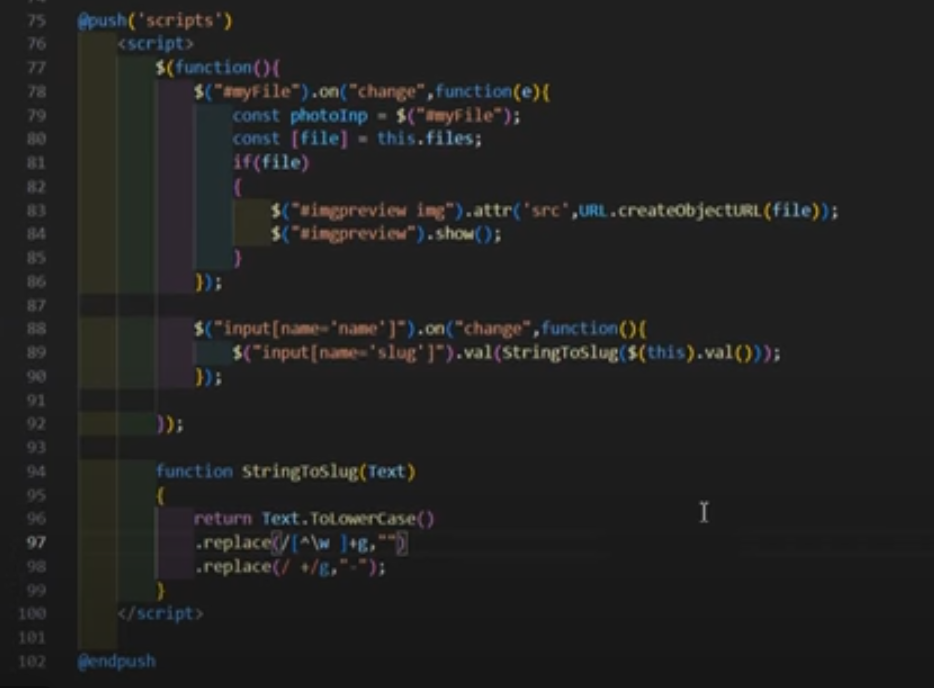 75 @push('scripts')
76 <script>
77 $(function(){
78 $("#myFile").on("change",function(e){
79 const photoInp = $("#myFile");
80 const [file] = this.files;
81 if(file)
82 {
83 $("#imgpreview img").attr('src',URL.createObjectURL(file));
84 $("#imgpreview").show();
85 }
86 });
87
88 $("input[name='name']").on("change",function(){
89 $("input[name='slug']").val(StringToSlug($(this).val()));
90 });
91
92 });
93
94 function StringToSlug(Text)
95 {
96 return Text.ToLowerCase()
97 .replace(/[^\w ]+g,"")
98 .replace(/ +/g,"-");
99 }
100 </script>
101
102 @endpush